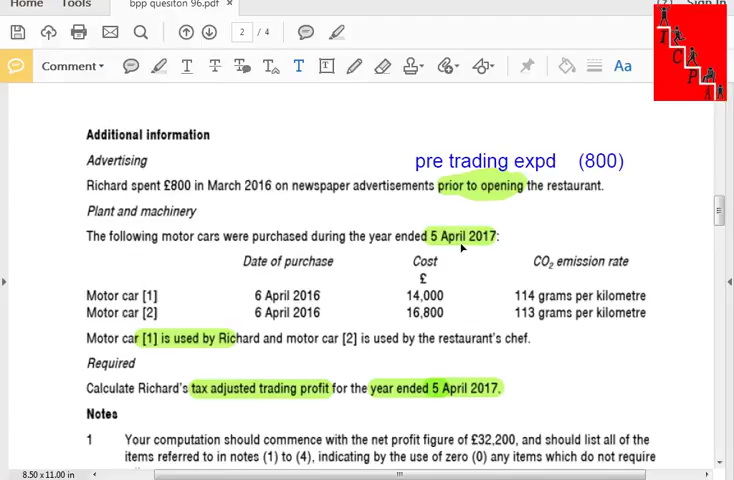 Home
Tools
bpp quesiton 96.pdf
×
Sign In
2 / 4
Comment
Aa
T
C
P
A
Additional information
Advertising
pre trading expd (800)
Richard spent £800 in March 2016 on newspaper advertisements prior to opening the restaurant.
Plant and machinery
The following motor cars were purchased during the year ended 5 April 2017:
Date of purchase Cost CO2 emission rate
£
Motor car [1] 6 April 2016 14,000 114 grams per kilometre
Motor car [2] 6 April 2016 16,800 113 grams per kilometre
Motor car [1] is used by Richard and motor car [2] is used by the restaurant's chef.
Required
Calculate Richard's tax adjusted trading profit for the year ended 5 April 2017.
Notes
1 Your computation should commence with the net profit figure of £32,200, and should list all of the
items referred to in notes (1) to (4), indicating by the use of zero (0) any items which do not require
8.50 x 11.00 in